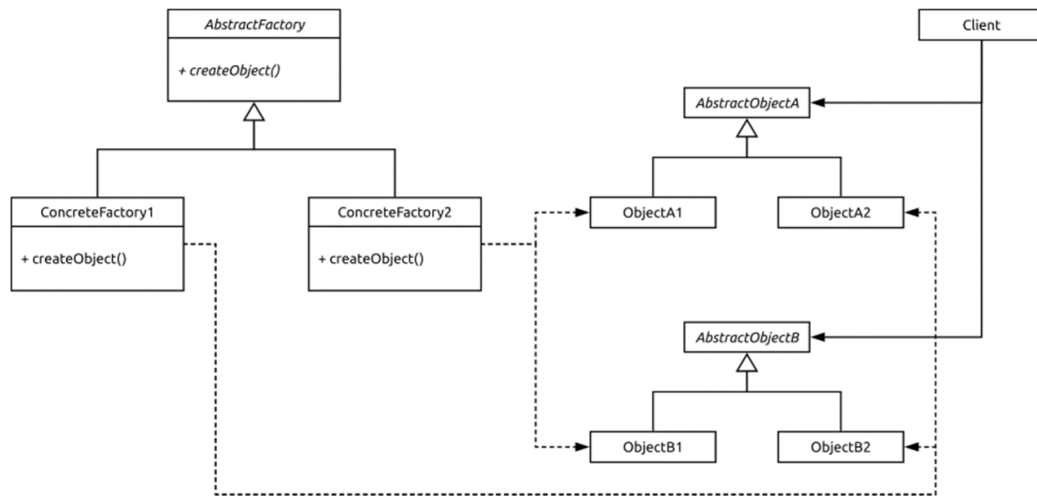 AbstractFactory
+ createObject()
Client
AbstractObjectA
ConcreteFactory1
+ createObject()
ConcreteFactory2
+ createObject()
ObjectA1
ObjectA2
AbstractObjectB
ObjectB1
ObjectB2